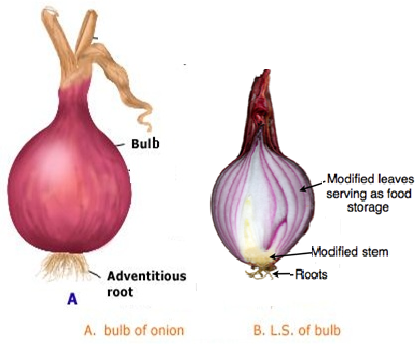 Bulb
Adventitious
root
A
Modified leaves
serving as food
storage
Modified stem
Roots
A. bulb of onion
B. L.S. of bulb